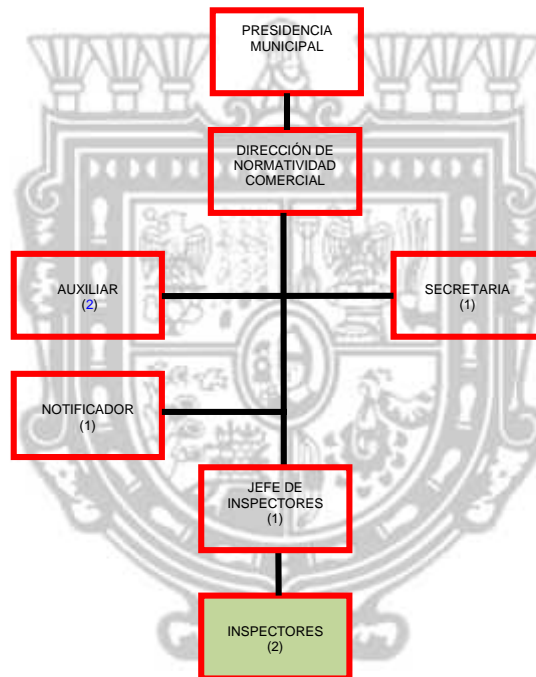 PRESIDENCIA
MUNICIPAL
DIRECCIÓN DE
NORMATIVIDAD
COMERCIAL
AUXILIAR
(2)
SECRETARIA
(1)
NOTIFICADOR
(1)
JEFE DE
INSPECTORES
(1)
INSPECTORES
(2)